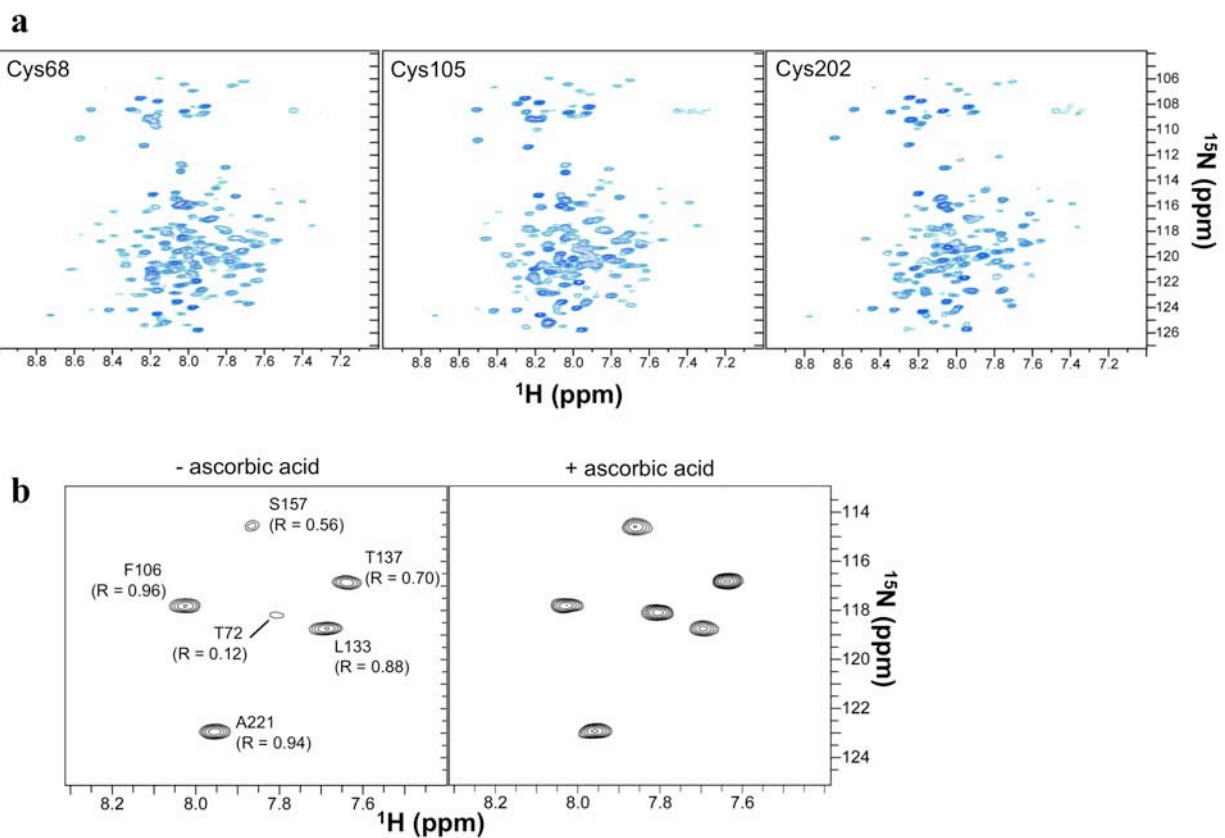 a
Cys68
Cys105
Cys202
106
108
110
112
114
116
118
120
122
124
126
¹⁵N (ppm)
8.8 8.6 8.4 8.2 8.0 7.8 7.6 7.4 7.2
8.8 8.6 8.4 8.2 8.0 7.8 7.6 7.4 7.2
8.8 8.6 8.4 8.2 8.0 7.8 7.6 7.4 7.2
¹H (ppm)
b
- ascorbic acid
+ ascorbic acid
S157
(R = 0.56)
T137
(R = 0.70)
F106
(R = 0.96)
T72
(R = 0.12)
L133
(R = 0.88)
A221
(R = 0.94)
114
116
118
120
122
124
¹⁵N (ppm)
8.2 8.0 7.8 7.6
8.2 8.0 7.8 7.6
¹H (ppm)